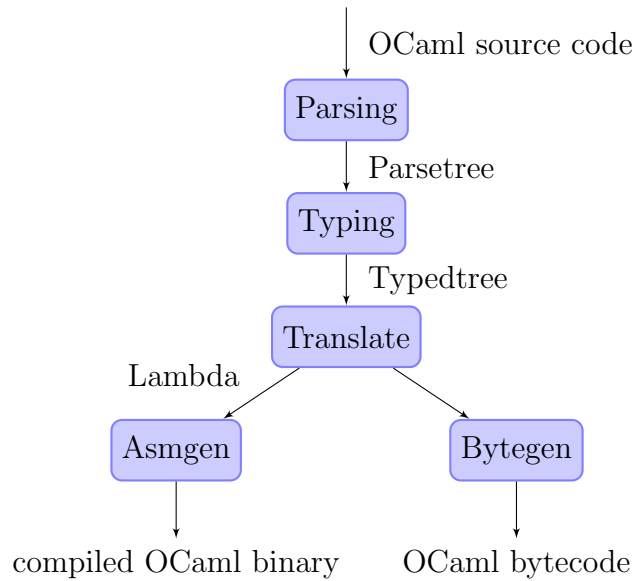 OCaml source code
Parsing
Parsetree
Typing
Typedtree
Translate
Lambda
Asmgen
Bytegen
compiled OCaml binary
OCaml bytecode